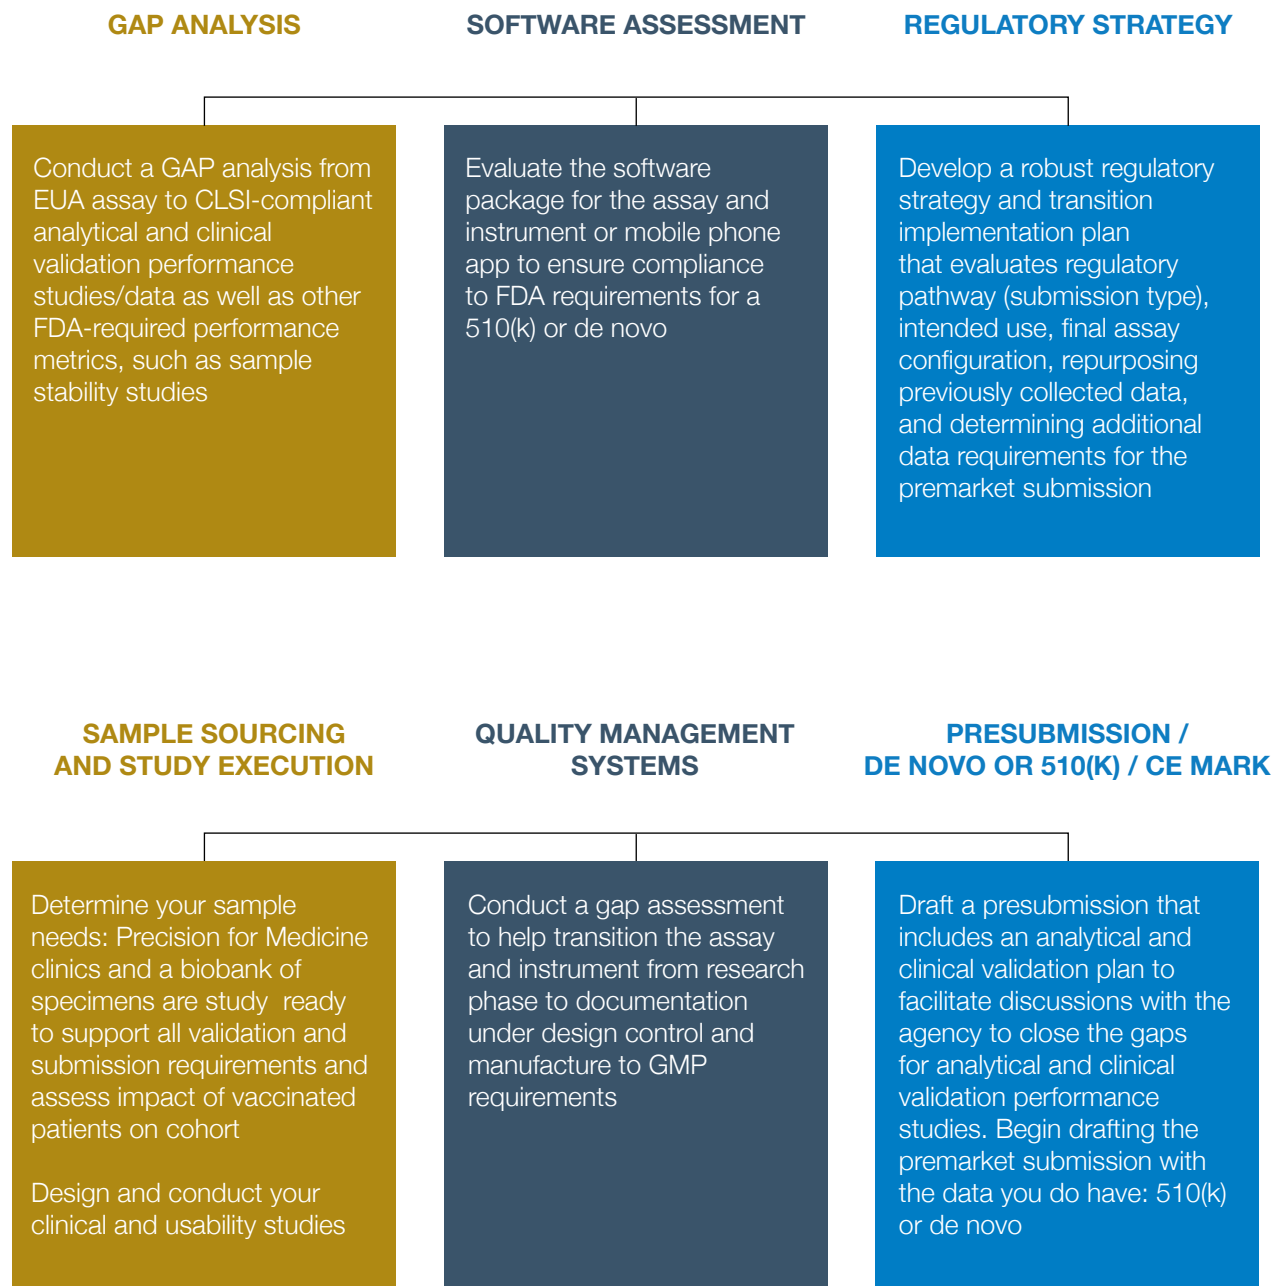 GAP ANALYSIS
SOFTWARE ASSESSMENT
REGULATORY STRATEGY
Conduct a GAP analysis from
EUA assay to CLSI-compliant
analytical and clinical
validation performance
studies/data as well as other
FDA-required performance
metrics, such as sample
stability studies
Evaluate the software
package for the assay and
instrument or mobile phone
app to ensure compliance
to FDA requirements for a
510(k) or de novo
Develop a robust regulatory
strategy and transition
implementation plan
that evaluates regulatory
pathway (submission type),
intended use, final assay
configuration, repurposing
previously collected data,
and determining additional
data requirements for the
premarket submission
SAMPLE SOURCING
AND STUDY EXECUTION
QUALITY MANAGEMENT
SYSTEMS
PRESUBMISSION /
DE NOVO OR 510(K) / CE MARK
Determine your sample
needs: Precision for Medicine
clinics and a biobank of
specimens are study  ready
to support all validation and
submission requirements and
assess impact of vaccinated
patients on cohort
Design and conduct your
clinical and usability studies
Conduct a gap assessment
to help transition the assay
and instrument from research
phase to documentation
under design control and
manufacture to GMP
requirements
Draft a presubmission that
includes an analytical and
clinical validation plan to
facilitate discussions with the
agency to close the gaps
for analytical and clinical
validation performance
studies. Begin drafting the
premarket submission with
the data you do have: 510(k)
or de novo